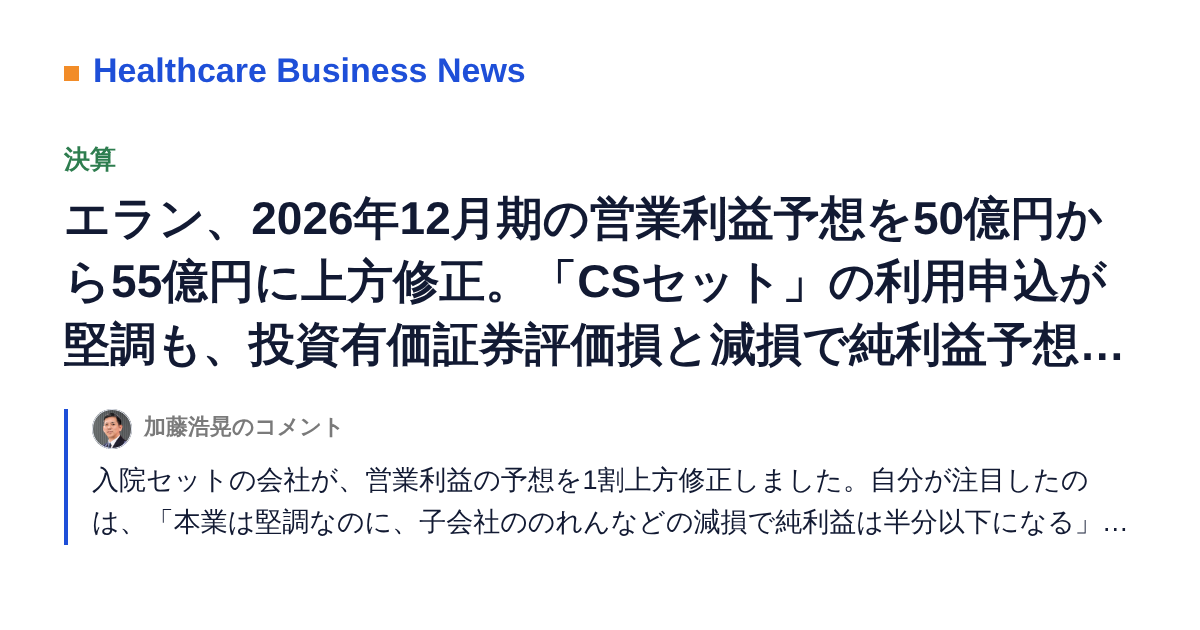 Healthcare Business News
決算
エラン、2026年12月期の営業利益予想を50億円か
ら55億円に上方修正。「CSセット」の利用申込が
堅調も、投資有価証券評価損と減損で純利益予想…
加藤浩晃のコメント
入院セットの会社が、営業利益の予想を1割上方修正しました。自分が注目したの
は、「本業は堅調なのに、子会社ののれんなどの減損で純利益は半分以下になる」…